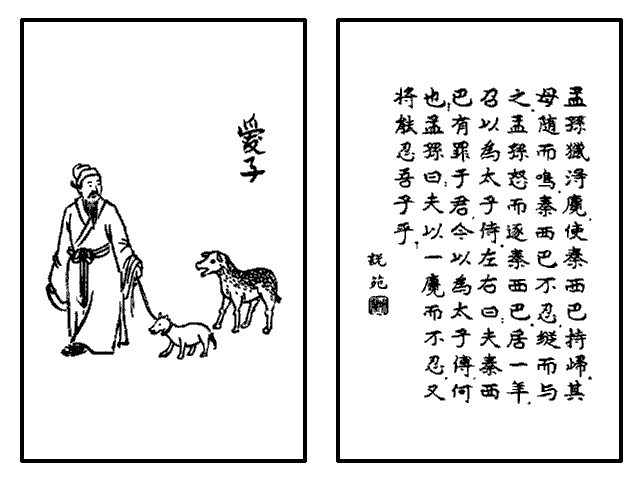 愛子
孟孫獵淂麑,使秦西巴持歸.其
母随而鳴,秦西巴不忍,縱而与
之.孟孫怒而逐秦西巴.居一年,
召以為太子侍.左右曰:夫秦西
巴有罪于君,今以為太子傅何
也.孟孫曰:夫以一麑而不忍,又
将能忍吾子乎.
說苑